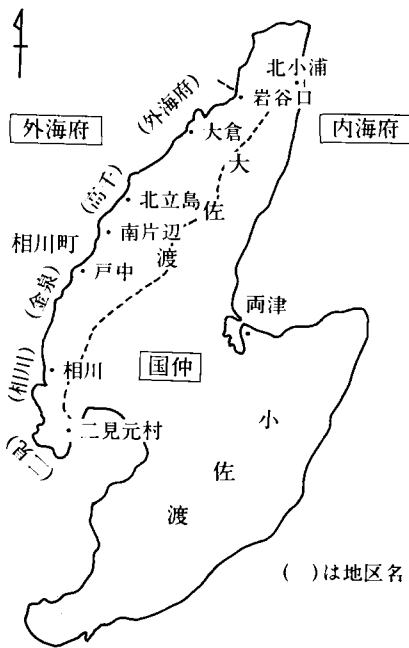 北小浦
(外海府)
岩谷口
外海府
内海府
大倉
大佐渡
(高千)
北立島
相川町
南片辺
戸中
(金泉)
両津
国仲
(相川)
相川
小佐渡
二見元村
(二見)
( )は地区名